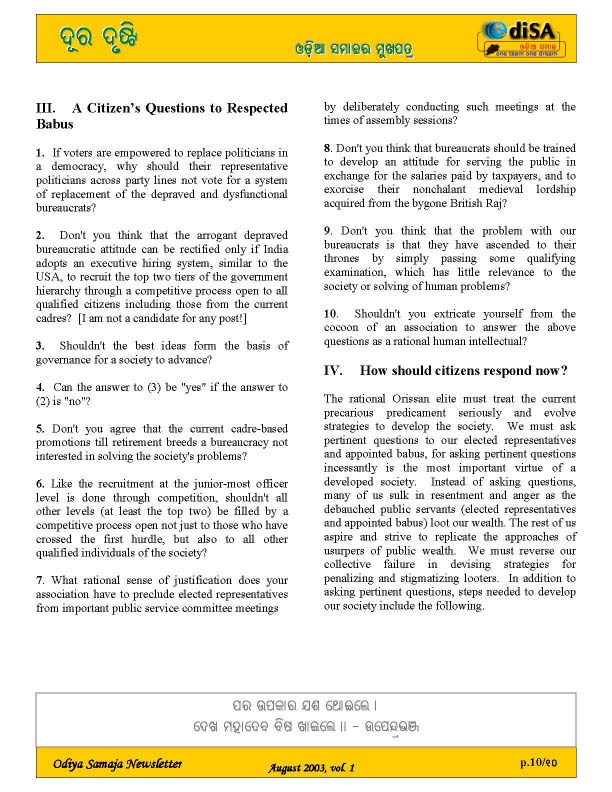 ଦୂର ଦୃଷ୍ଟି
ଓଡ଼ିଆ ସମାଜର ମୁଖପତ୍ର
diSA
ଓଡ଼ିଆ ସମାଜ
one team one dream
III. A Citizen's Questions to Respected
Babus
1. If voters are empowered to replace politicians in
a democracy, why should their representative
politicians across party lines not vote for a system
of replacement of the depraved and dysfunctional
bureaucrats?
2. Don't you think that the arrogant depraved
bureaucratic attitude can be rectified only if India
adopts an executive hiring system, similar to the
USA, to recruit the top two tiers of the government
hierarchy through a competitive process open to all
qualified citizens including those from the current
cadres? [I am not a candidate for any post!]
3. Shouldn't the best ideas form the basis of
governance for a society to advance?
4. Can the answer to (3) be "yes" if the answer to
(2) is "no"?
5. Don't you agree that the current cadre-based
promotions till retirement breeds a bureaucracy not
interested in solving the society's problems?
6. Like the recruitment at the junior-most officer
level is done through competition, shouldn't all
other levels (at least the top two) be filled by a
competitive process open not just to those who have
crossed the first hurdle, but also to all other
qualified individuals of the society?
7. What rational sense of justification does your
association have to preclude elected representatives
from important public service committee meetings
by deliberately conducting such meetings at the
times of assembly sessions?
8. Don't you think that bureaucrats should be trained
to develop an attitude for serving the public in
exchange for the salaries paid by taxpayers, and to
exorcise their nonchalant medieval lordship
acquired from the bygone British Raj?
9. Don't you think that the problem with our
bureaucrats is that they have ascended to their
thrones by simply passing some qualifying
examination, which has little relevance to the
society or solving of human problems?
10. Shouldn't you extricate yourself from the
cocoon of an association to answer the above
questions as a rational human intellectual?
IV. How should citizens respond now?
The rational Orissan elite must treat the current
precarious predicament seriously and evolve
strategies to develop the society. We must ask
pertinent questions to our elected representatives
and appointed babus, for asking pertinent questions
incessantly is the most important virtue of a
developed society. Instead of asking questions,
many of us sulk in resentment and anger as the
debauched public servants (elected representatives
and appointed babus) loot our wealth. The rest of us
aspire and strive to replicate the approaches of
usurpers of public wealth. We must reverse our
collective failure in devising strategies for
penalizing and stigmatizing looters. In addition to
asking pertinent questions, steps needed to develop
our society include the following.
ପର ଉପକାର ଯଶ ଥୋଇଲେ ।
ଦେଖ ମହାଦେବ ବିଷ ଖାଇଲେ ॥ - ଉପେନ୍ଦ୍ରଭଞ୍ଜ
Odiya Samaja Newsletter
August 2003, vol. 1
p.10/୧୦